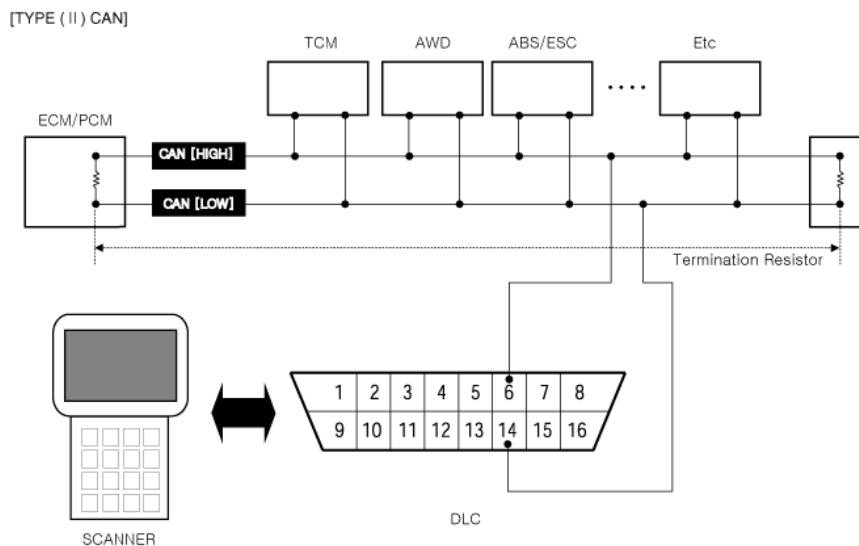 [TYPE (Ⅱ) CAN]
TCM AWD ABS/ESC Etc
ECM/PCM
CAN [HIGH]
CAN [LOW]
Termination Resistor
1 2 3 4 5 6 7 8
9 10 11 12 13 14 15 16
DLC
SCANNER